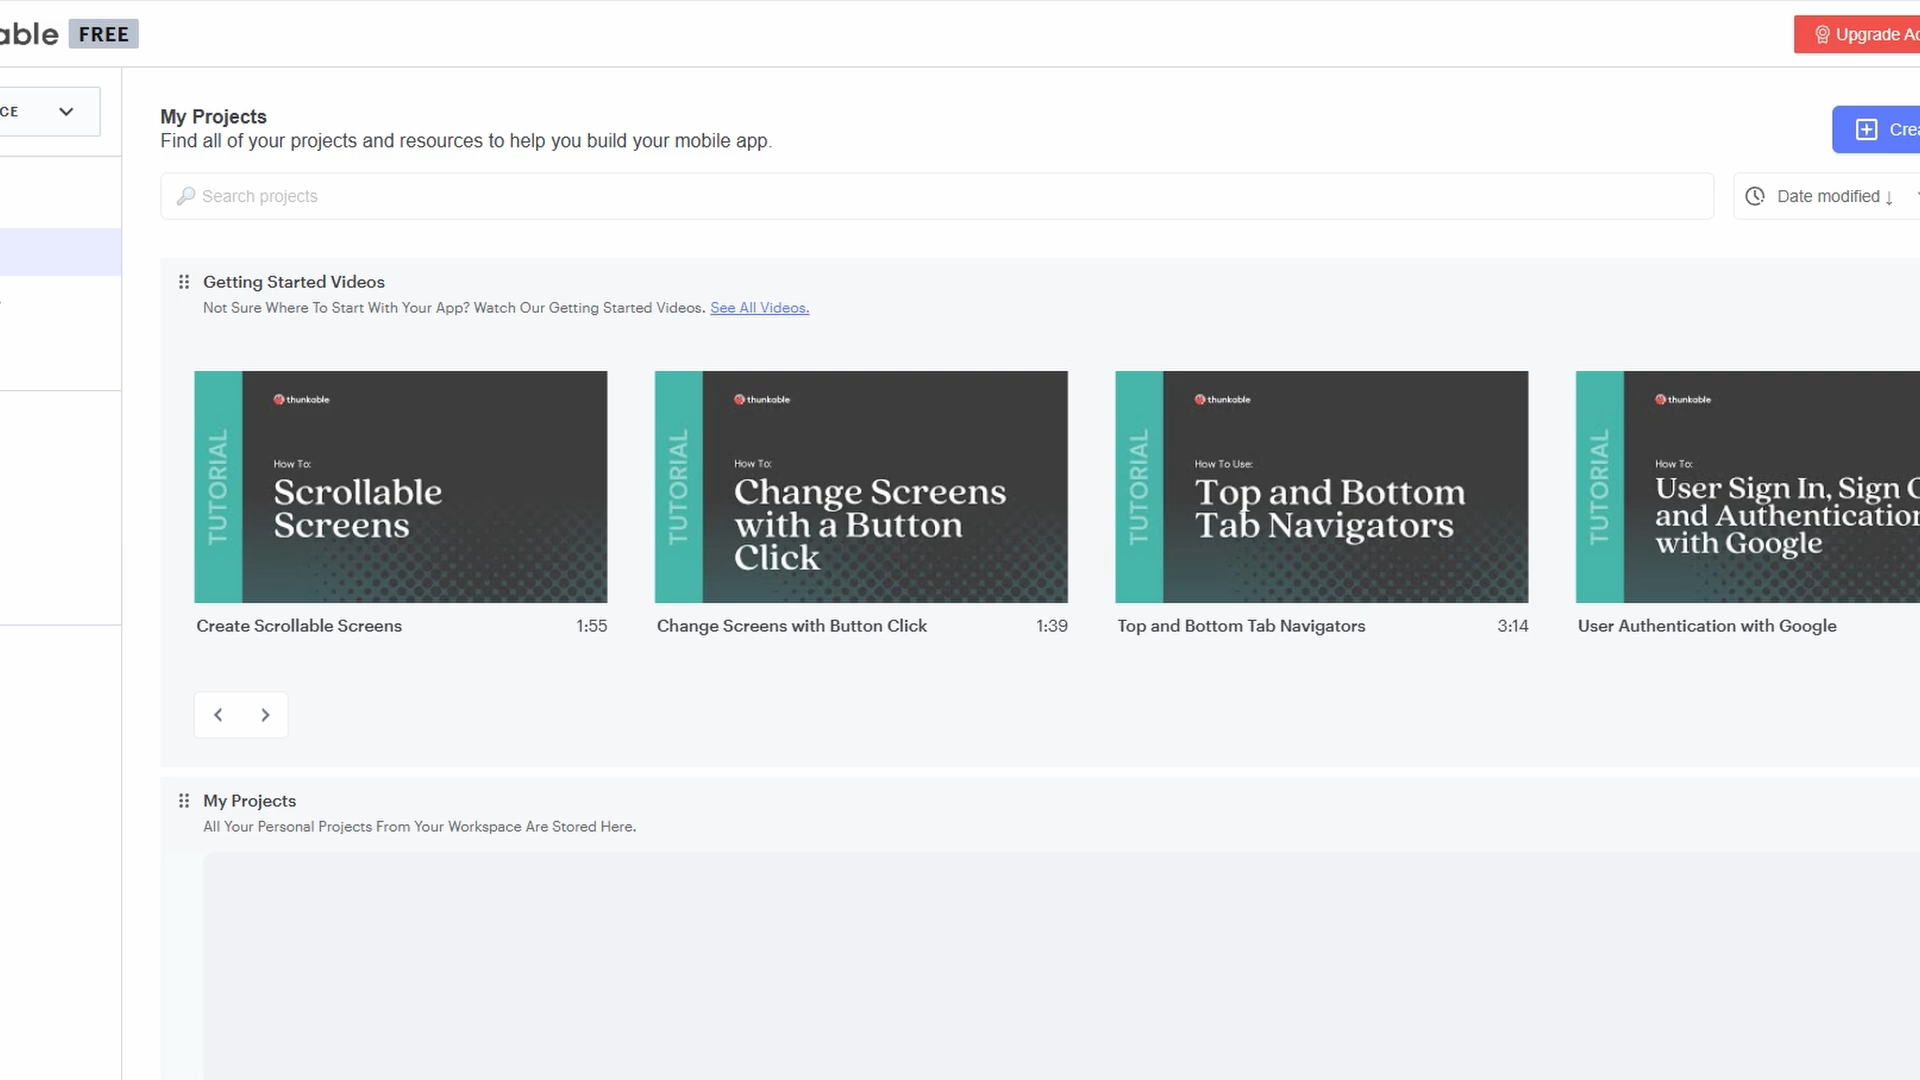 able FREE
Upgrade Ac
CE
My Projects
Find all of your projects and resources to help you build your mobile app.
Crea
Search projects
Date modified ↓
Getting Started Videos
Not Sure Where To Start With Your App? Watch Our Getting Started Videos. See All Videos.
TUTORIAL
thunkable
How To:
Scrollable
Screens
Create Scrollable Screens 1:55
TUTORIAL
thunkable
How To:
Change Screens
with a Button
Click
Change Screens with Button Click 1:39
TUTORIAL
thunkable
How To Use:
Top and Bottom
Tab Navigators
Top and Bottom Tab Navigators 3:14
TUTORIAL
thunkable
How To:
User Sign In, Sign O
and Authentication
with Google
User Authentication with Google
My Projects
All Your Personal Projects From Your Workspace Are Stored Here.